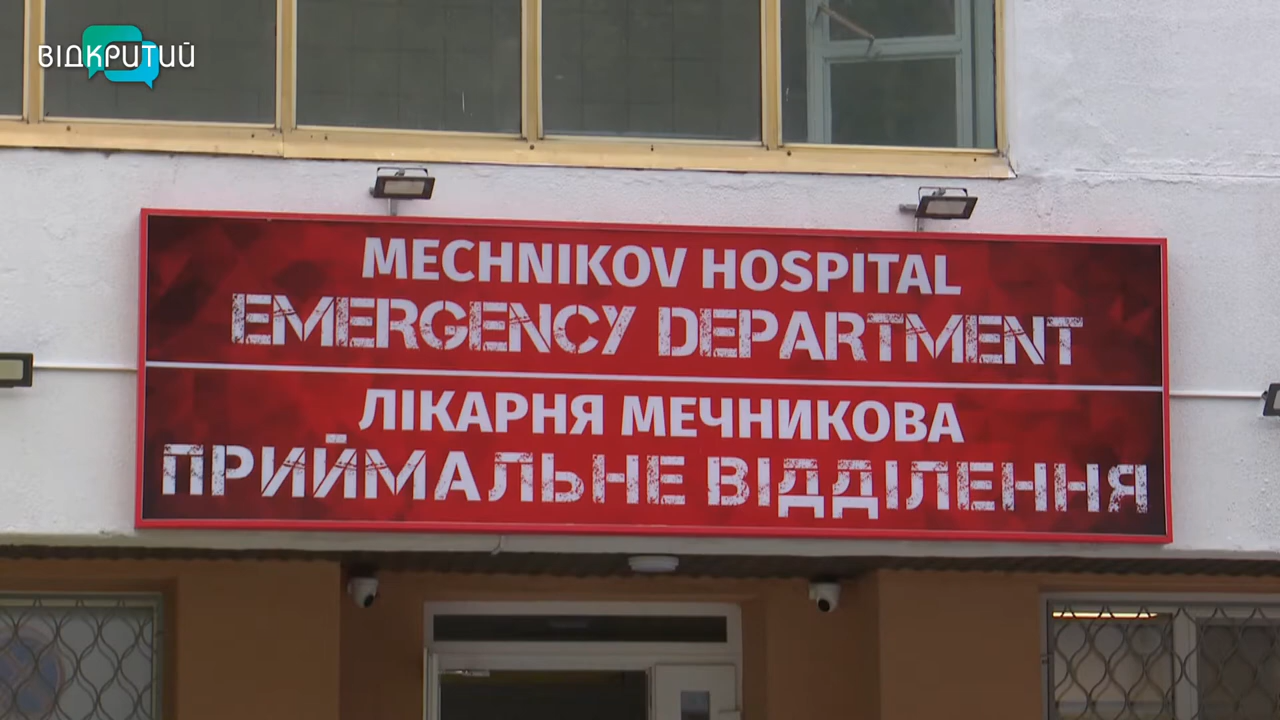 ВІДКРИТИЙ
MECHNIKOV HOSPITAL
EMERGENCY DEPARTMENT
ЛІКАРНЯ МЕЧНИКОВА
ПРИЙМАЛЬНЕ ВІДДІЛЕННЯ